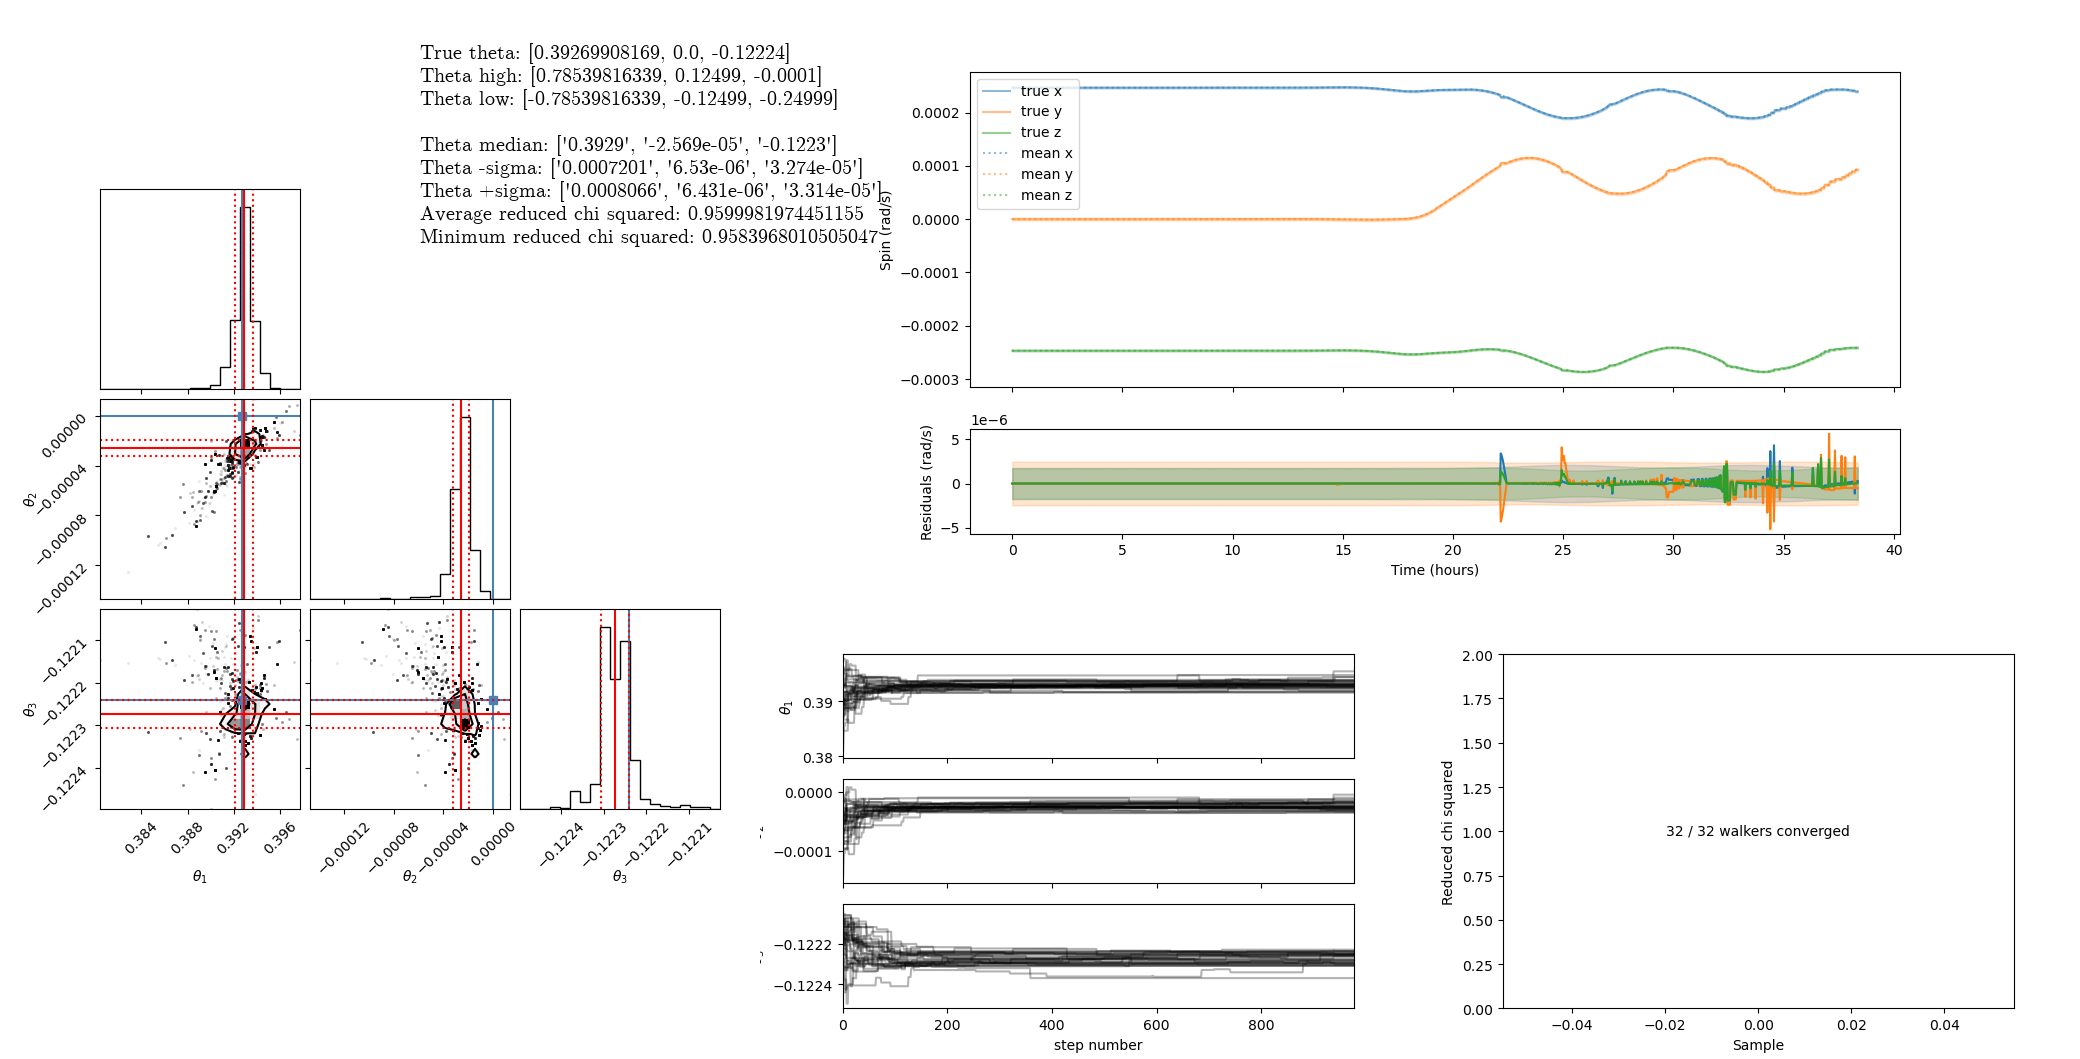 True theta: [0.39269908169, 0.0, -0.12224]
Theta high: [0.78539816339, 0.12499, -0.0001]
Theta low: [-0.78539816339, -0.12499, -0.24999]
Theta median: ['0.3929', '-2.569e-05', '-0.1223']
Theta -sigma: ['0.0007201', '6.53e-06', '3.274e-05']
Theta +sigma: ['0.0008066', '6.431e-06', '3.314e-05']
Average reduced chi squared: 0.9599981974451155
Minimum reduced chi squared: 0.9583968010505047
true x
true y
true z
mean x
mean y
mean z
Spin (rad/s)
0.0002
0.0001
0.0000
−0.0001
−0.0002
−0.0003
1e−6
Residuals (rad/s)
5
0
−5
0 5 10 15 20 25 30 35 40
Time (hours)
θ2
0.00000
−0.00004
−0.00008
−0.00012
θ3
−0.1221
−0.1222
−0.1223
−0.1224
0.384 0.388 0.392 0.396
θ1
−0.00012 −0.00008 −0.00004 0.00000
θ2
−0.1224 −0.1223 −0.1222 −0.1221
θ3
θ1
0.39
0.38
0.0000
−0.0001
−0.1222
−0.1224
0 200 400 600 800
step number
Reduced chi squared
2.00
1.75
1.50
1.25
1.00
0.75
0.50
0.25
0.00
32 / 32 walkers converged
−0.04 −0.02 0.00 0.02 0.04
Sample